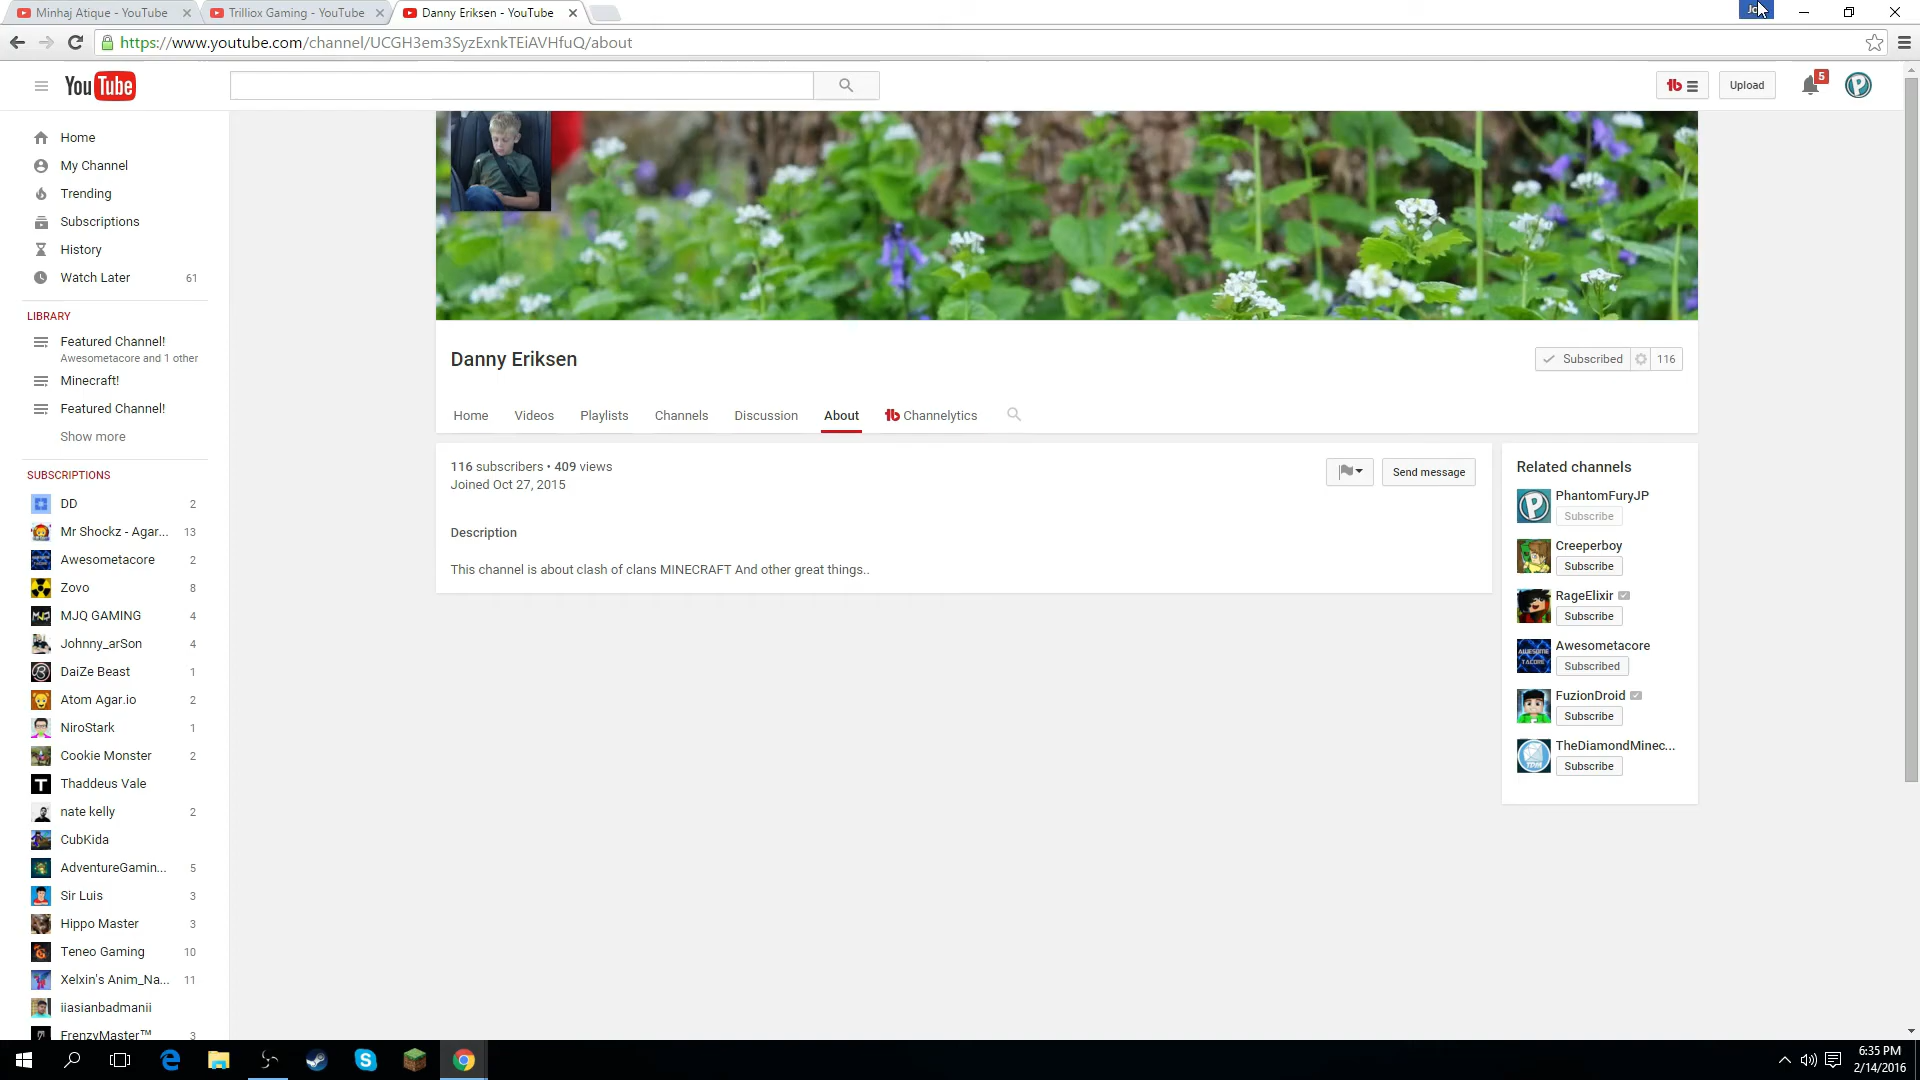 Minhaj Atique - YouTube
Trilliox Gaming - YouTube
Danny Eriksen - YouTube
https://www.youtube.com/channel/UCGH3em3SyzExnkTEiAVHfuQ/about
YouTube
Upload
5
Home
My Channel
Trending
Subscriptions
History
Watch Later 61
LIBRARY
Featured Channel!
Awesometacore and 1 other
Minecraft!
Featured Channel!
Show more
SUBSCRIPTIONS
DD 2
Mr Shockz - Agar... 13
Awesometacore 2
Zovo 8
MJQ GAMING 4
Johnny_arSon 4
DaiZe Beast 1
Atom Agar.io 2
NiroStark 1
Cookie Monster 2
Thaddeus Vale
nate kelly 2
CubKida
AdventureGamin... 5
Sir Luis 3
Hippo Master 3
Teneo Gaming 10
Xelxin's Anim_Na... 11
iiasianbadmanii
FrenzyMaster™ 3
Danny Eriksen
Subscribed 116
Home Videos Playlists Channels Discussion About Channelytics
116 subscribers • 409 views
Joined Oct 27, 2015
Send message
Description
This channel is about clash of clans MINECRAFT And other great things..
Related channels
PhantomFuryJP
Subscribe
Creeperboy
Subscribe
RageElixir
Subscribe
Awesometacore
Subscribed
FuzionDroid
Subscribe
TheDiamondMinec...
Subscribe
6:35 PM
2/14/2016